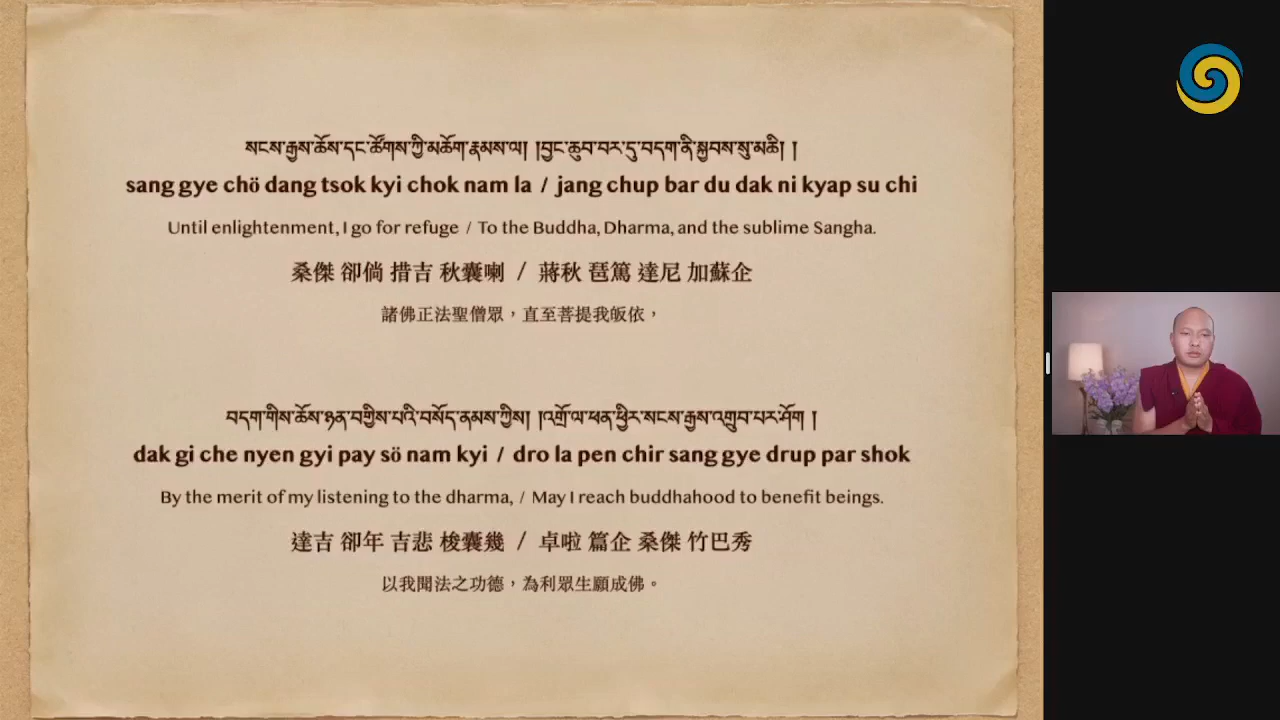 སངས་རྒྱས་ཆོས་དང་ཚོགས་ཀྱི་མཆོག་རྣམས་ལ། །བྱང་ཆུབ་བར་དུ་བདག་ནི་སྐྱབས་སུ་མཆི། །
sang gye chö dang tsok kyi chok nam la / jang chup bar du dak ni kyap su chi
Until enlightenment, I go for refuge / To the Buddha, Dharma, and the sublime Sangha.
桑傑 卻倘 措吉 秋囊喇 / 蔣秋 琶篤 達尼 加蘇企
諸佛正法聖僧眾，直至菩提我皈依，
བདག་གིས་ཆོས་ཉན་བགྱིས་པའི་བསོད་ནམས་ཀྱིས། །འགྲོ་ལ་ཕན་ཕྱིར་སངས་རྒྱས་འགྲུབ་པར་ཤོག །
dak gi che nyen gyi pay sö nam kyi / dro la pen chir sang gye drup par shok
By the merit of my listening to the dharma, / May I reach buddhahood to benefit beings.
達吉 卻年 吉悲 梭囊幾 / 卓啦 篇企 桑傑 竹巴秀
以我聞法之功德，為利眾生願成佛。